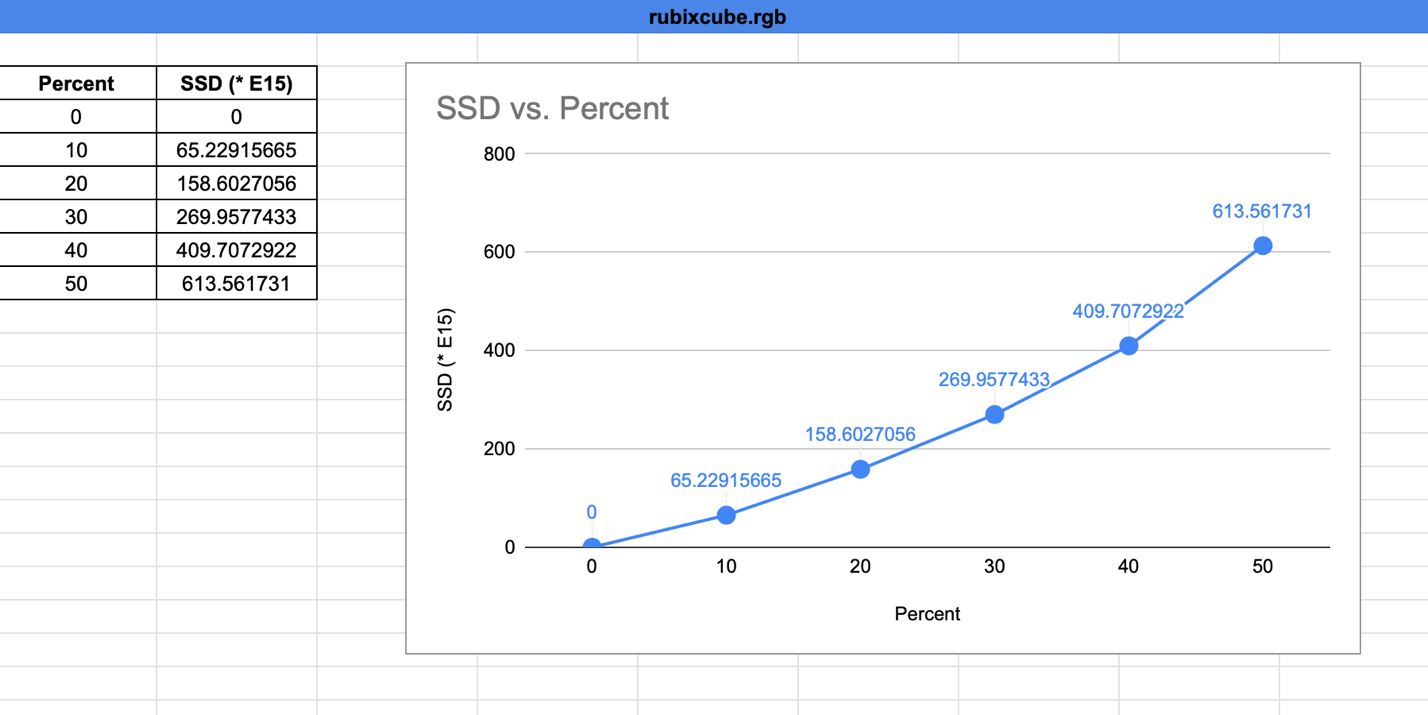 rubixcube.rgb
Percent SSD (* E15)
0 0
10 65.22915665
20 158.6027056
30 269.9577433
40 409.7072922
50 613.561731
SSD vs. Percent
800
600
400
200
0
SSD (* E15)
0
65.22915665
158.6027056
269.9577433
409.7072922
613.561731
0 10 20 30 40 50
Percent